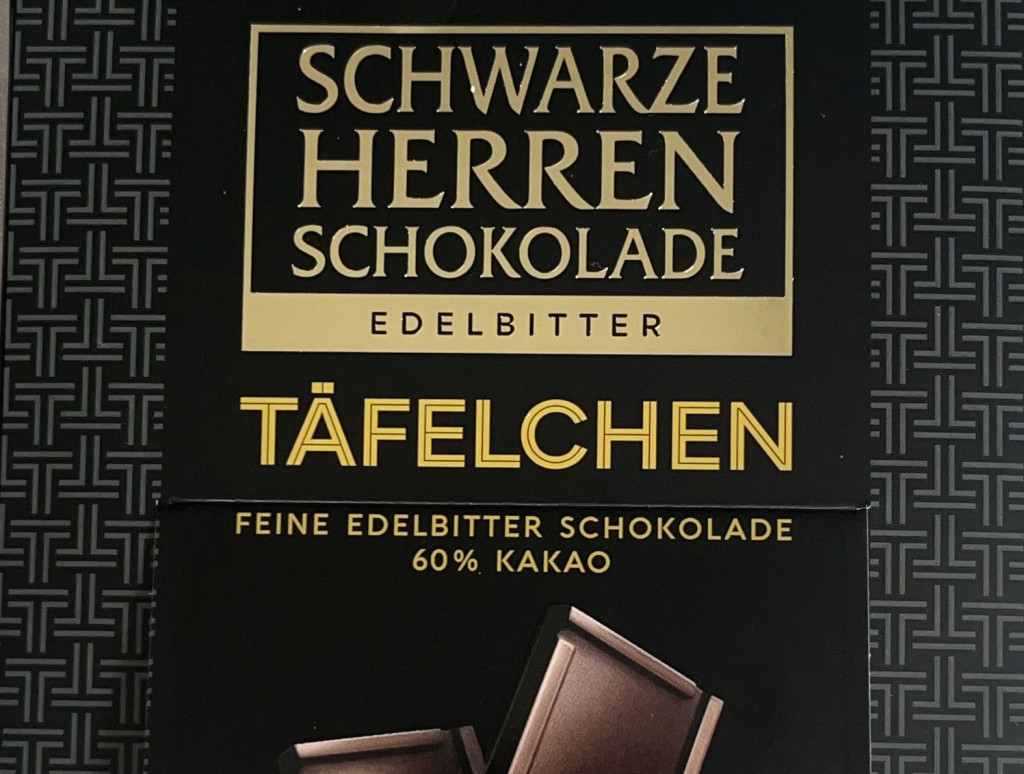 SCHWARZE
HERREN
SCHOKOLADE
EDELBITTER
TÄFELCHEN
FEINE EDELBITTER SCHOKOLADE
60% KAKAO